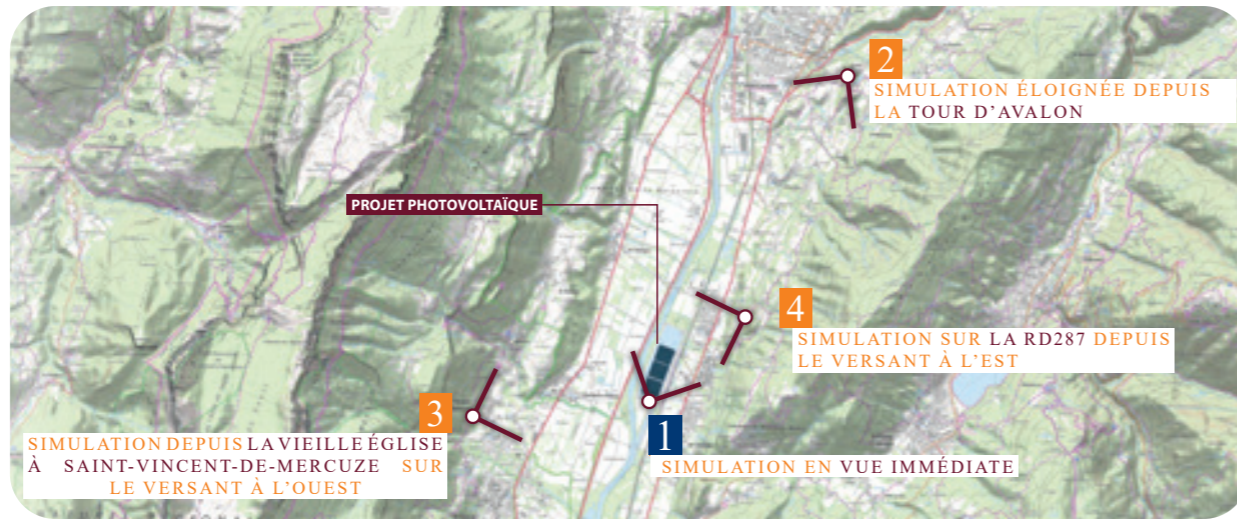 2
SIMULATION ÉLOIGNÉE DEPUIS
LA TOUR D'AVALON
PROJET PHOTOVOLTAÏQUE
4
SIMULATION SUR LA RD287 DEPUIS
LE VERSANT À L'EST
3
SIMULATION DEPUIS LA VIEILLE ÉGLISE
À SAINT-VINCENT-DE-MERCUZE SUR
LE VERSANT À L'OUEST
1
SIMULATION EN VUE IMMÉDIATE